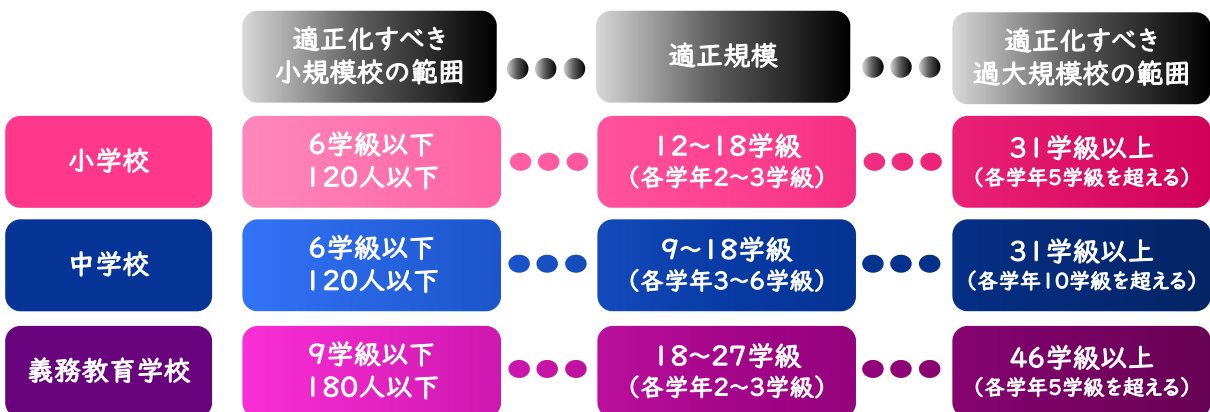 適正化すべき
小規模校の範囲
適正規模
適正化すべき
過大規模校の範囲
小学校
6学級以下
120人以下
12〜18学級
(各学年2〜3学級)
31学級以上
(各学年5学級を超える)
中学校
6学級以下
120人以下
9〜18学級
(各学年3〜6学級)
31学級以上
(各学年10学級を超える)
義務教育学校
9学級以下
180人以下
18〜27学級
(各学年2〜3学級)
46学級以上
(各学年5学級を超える)